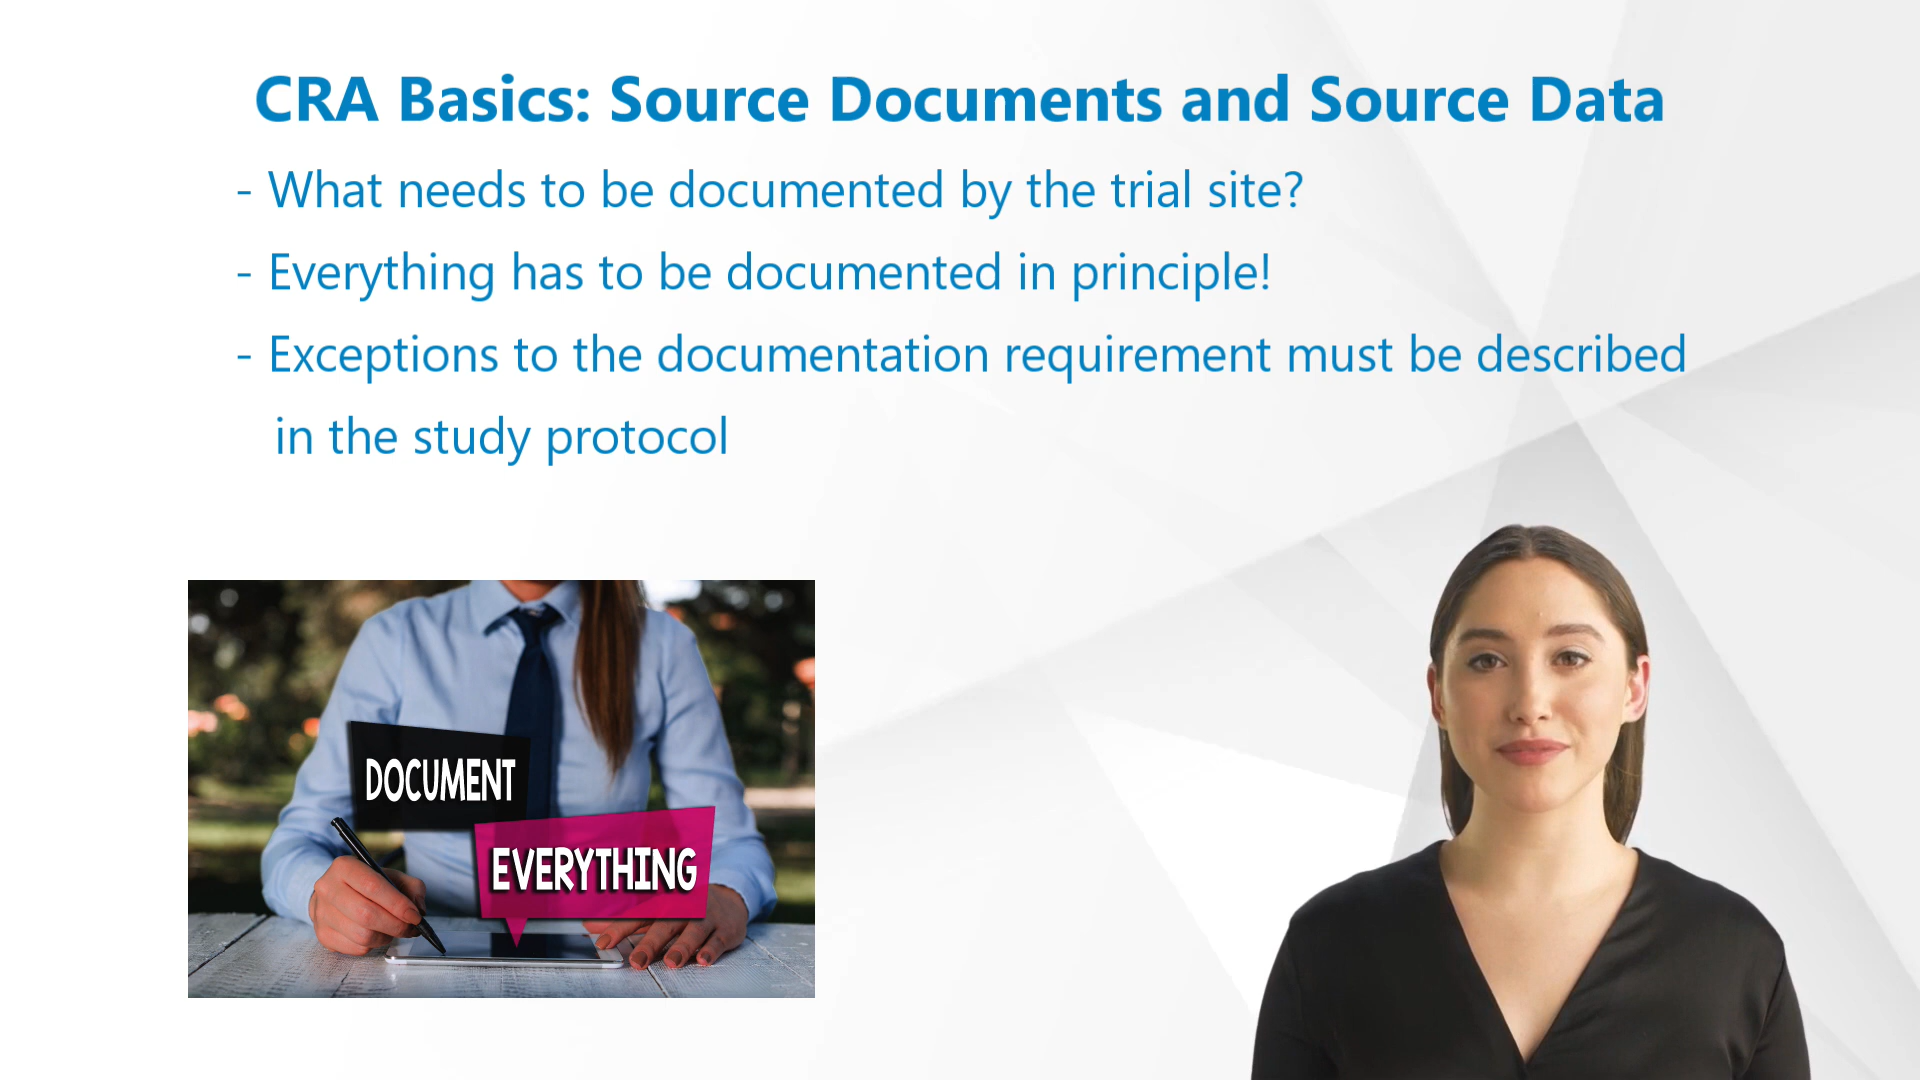 CRA Basics: Source Documents and Source Data
- What needs to be documented by the trial site?
- Everything has to be documented in principle!
- Exceptions to the documentation requirement must be described
in the study protocol
DOCUMENT
EVERYTHING